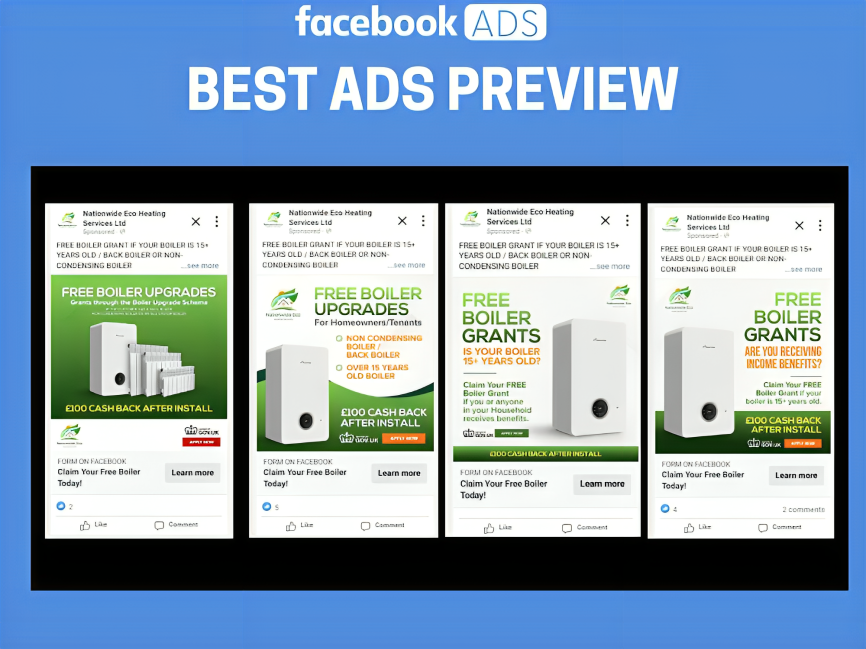 facebook ADS
BEST ADS PREVIEW
Nationwide Eco Heating
Services Ltd
Sponsored ·
FREE BOILER GRANT IF YOUR BOILER IS 15+
YEARS OLD / BACK BOILER OR NON-
CONDENSING BOILER ...see more
FREE BOILER UPGRADES
Grants through the Boiler Upgrade Scheme
£100 CASH BACK AFTER INSTALL
GOV.UK
APPLY NOW
FORM ON FACEBOOK
Claim Your Free Boiler
Today!
Learn more
2
Like
Comment
Nationwide Eco Heating
Services Ltd
Sponsored ·
FREE BOILER GRANT IF YOUR BOILER IS 15+
YEARS OLD / BACK BOILER OR NON-
CONDENSING BOILER ...see more
Nationwide Eco
FREE BOILER
UPGRADES
For Homeowners/Tenants
NON CONDENSING
BOILER /
BACK BOILER
OVER 15 YEARS
OLD BOILER
£100 CASH BACK
AFTER INSTALL
GOV.UK
APPLY NOW
FORM ON FACEBOOK
Claim Your Free Boiler
Today!
Learn more
5
Like
Comment
Nationwide Eco Heating
Services Ltd
Sponsored ·
FREE BOILER GRANT IF YOUR BOILER IS 15+
YEARS OLD / BACK BOILER OR NON-
CONDENSING BOILER ...see more
FREE
BOILER
GRANTS
IS YOUR BOILER
15+ YEARS OLD?
Claim Your FREE
Boiler Grant
if you or anyone
in your Household
receives benefits.
GOV.UK
APPLY NOW
£100 CASH BACK AFTER INSTALL
FORM ON FACEBOOK
Claim Your Free Boiler
Today!
Learn more
Like
Comment
Nationwide Eco Heating
Services Ltd
Sponsored ·
FREE BOILER GRANT IF YOUR BOILER IS 15+
YEARS OLD / BACK BOILER OR NON-
CONDENSING BOILER ...see more
FREE
BOILER
GRANTS
ARE YOU RECEIVING
INCOME BENEFITS?
Claim Your FREE
Boiler Grant if your
boiler is 15+ years old.
£100 CASH BACK
AFTER INSTALL
GOV.UK
APPLY NOW
FORM ON FACEBOOK
Claim Your Free Boiler
Today!
Learn more
4
2 comments
Like
Comment